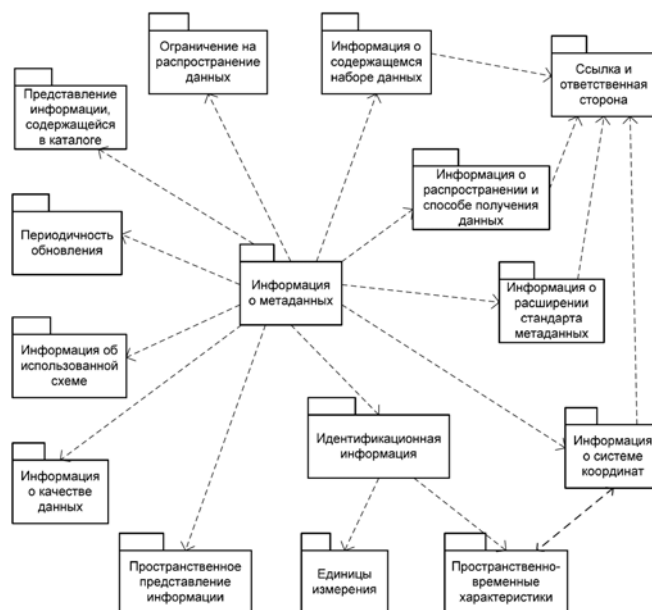 Ограничение на
распространение
данных
Информация о
содержащемся
наборе данных
Ссылка и
ответственная
сторона
Представление
информации,
содержащейся
в каталоге
Информация о
распространении и
способе получения
данных
Периодичность
обновления
Информация
о метаданных
Информация о
расширении
стандарта
метаданных
Информация об
использованной
схеме
Идентификационная
информация
Информация
о системе
координат
Информация
о качестве
данных
Пространственное
представление
информации
Единицы
измерения
Пространственно-
временные
характеристики